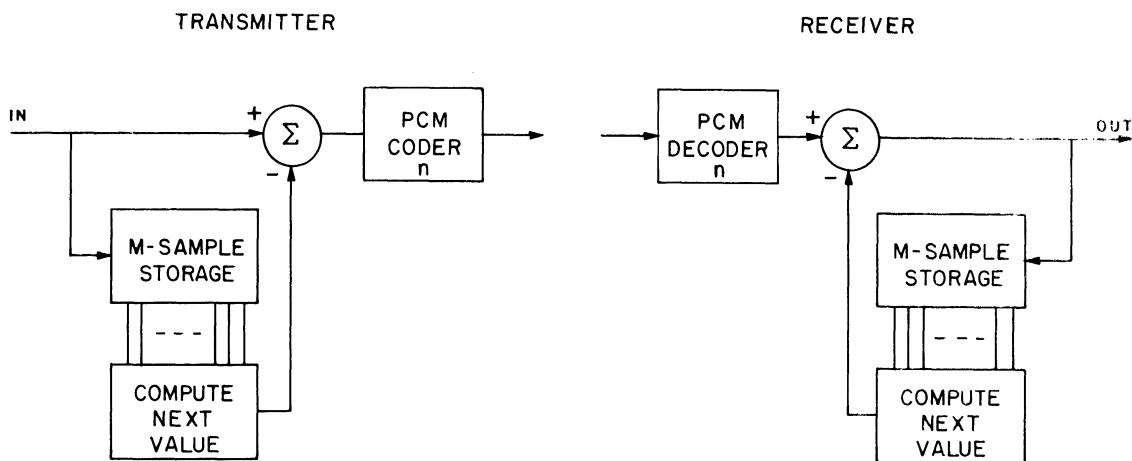 TRANSMITTER
RECEIVER
IN
+
Σ
-
PCM
CODER
n
M-SAMPLE
STORAGE
---
COMPUTE
NEXT
VALUE
PCM
DECODER
n
+
Σ
-
OUT
M-SAMPLE
STORAGE
---
COMPUTE
NEXT
VALUE